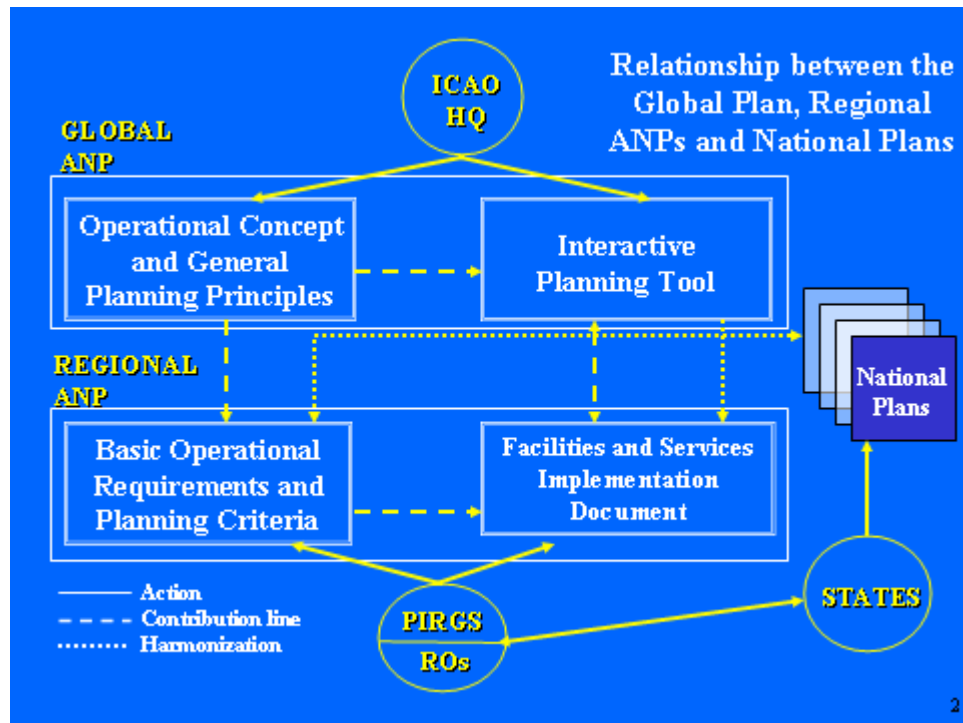 Relationship between the
Global Plan, Regional
ANPs and National Plans
ICAO
HQ
GLOBAL
ANP
Operational Concept
and General
Planning Principles
Interactive
Planning Tool
National
Plans
REGIONAL
ANP
Basic Operational
Requirements and
Planning Criteria
Facilities and Services
Implementation
Document
Action
Contribution line
Harmonization
PIRGS
ROs
STATES
2